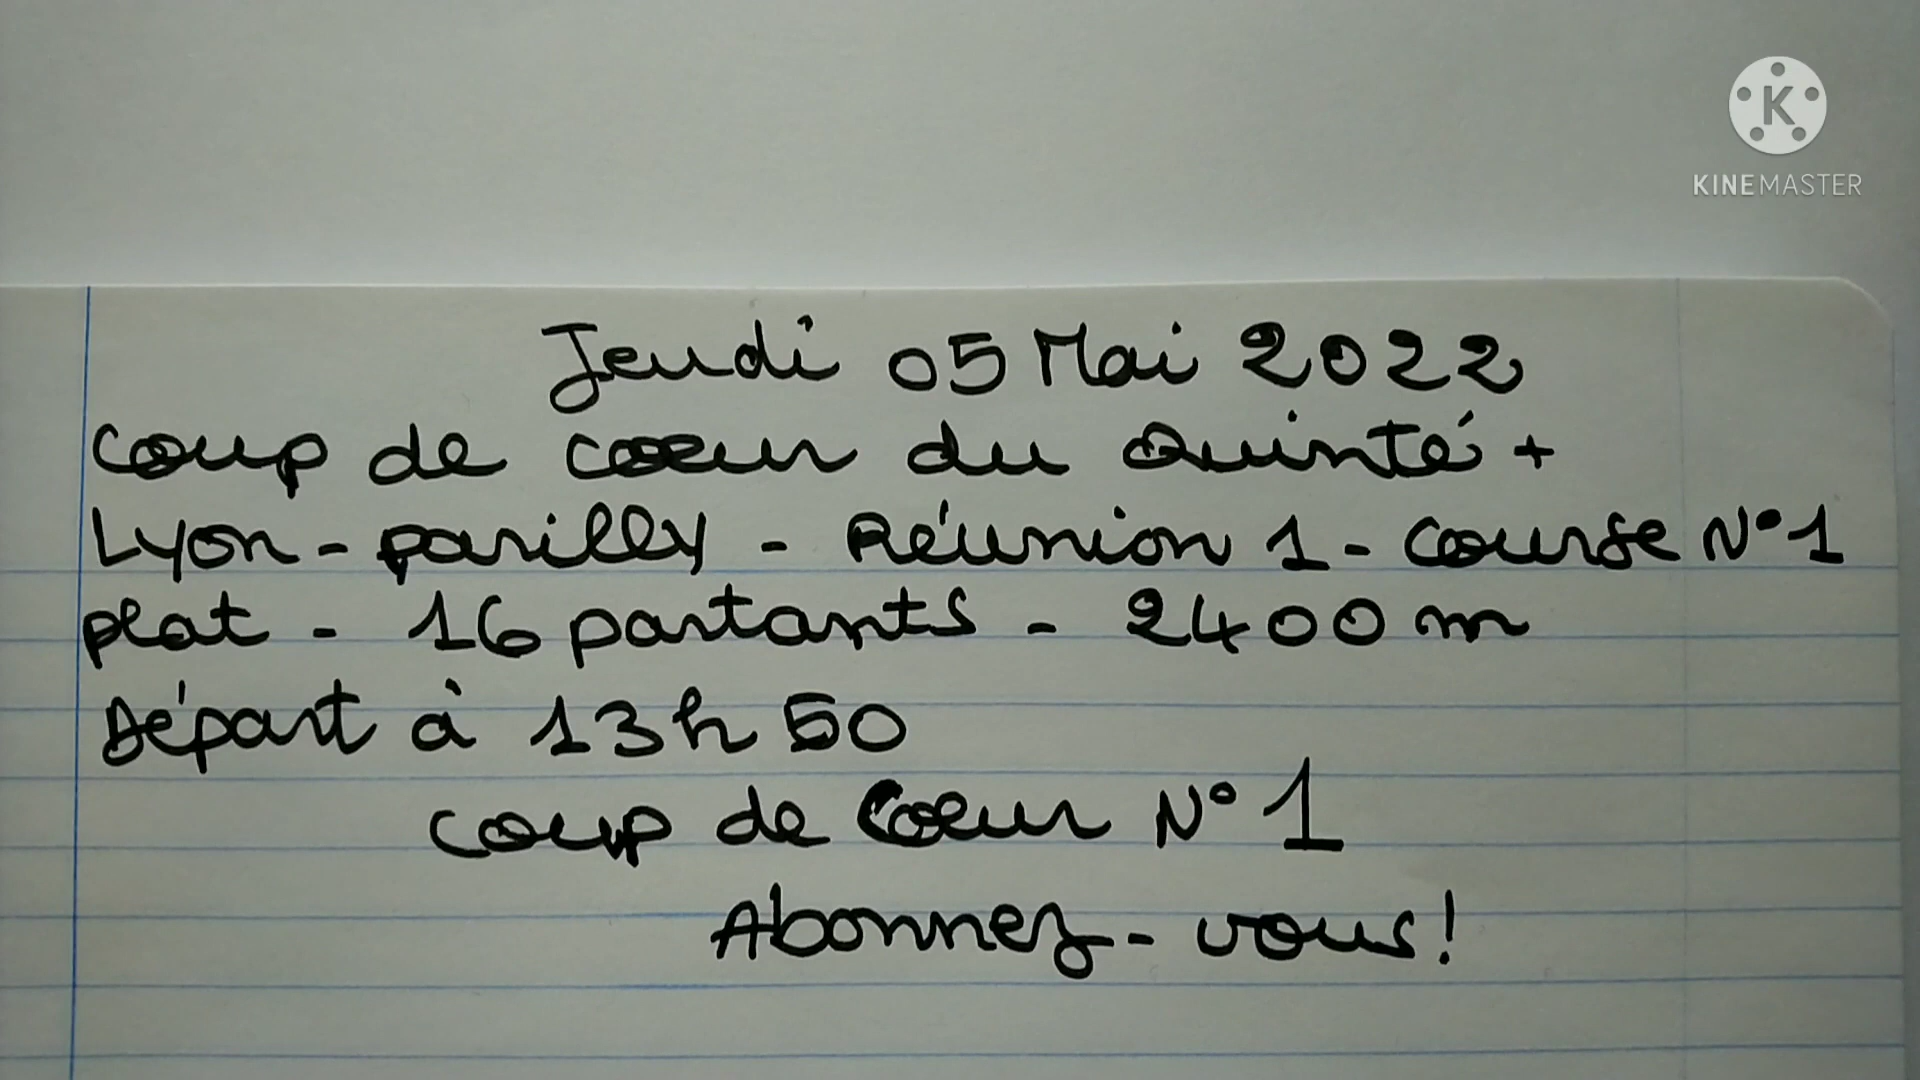 K
KINEMASTER
Jeudi 05 Mai 2022
Coup de coeur du Quinté +
Lyon - parilly - Réunion 1 - Course N°1
plat - 16 partants - 2400 m
Départ à 13h50
Coup de Coeur N°1
Abonnez-vous!